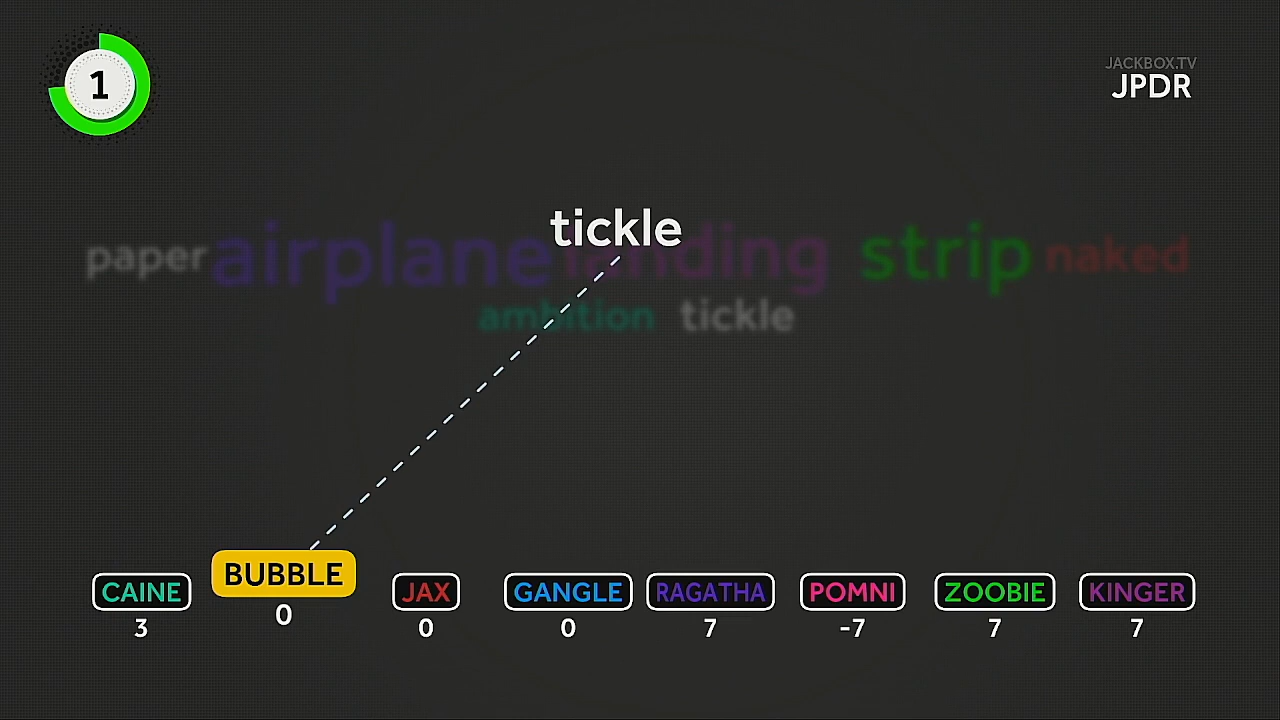 1
JACKBOX.TV
JPDR
tickle
paper airplane landing strip naked
ambition tickle
CAINE BUBBLE JAX GANGLE RAGATHA POMNI ZOOBIE KINGER
3 0 0 0 7 -7 7 7